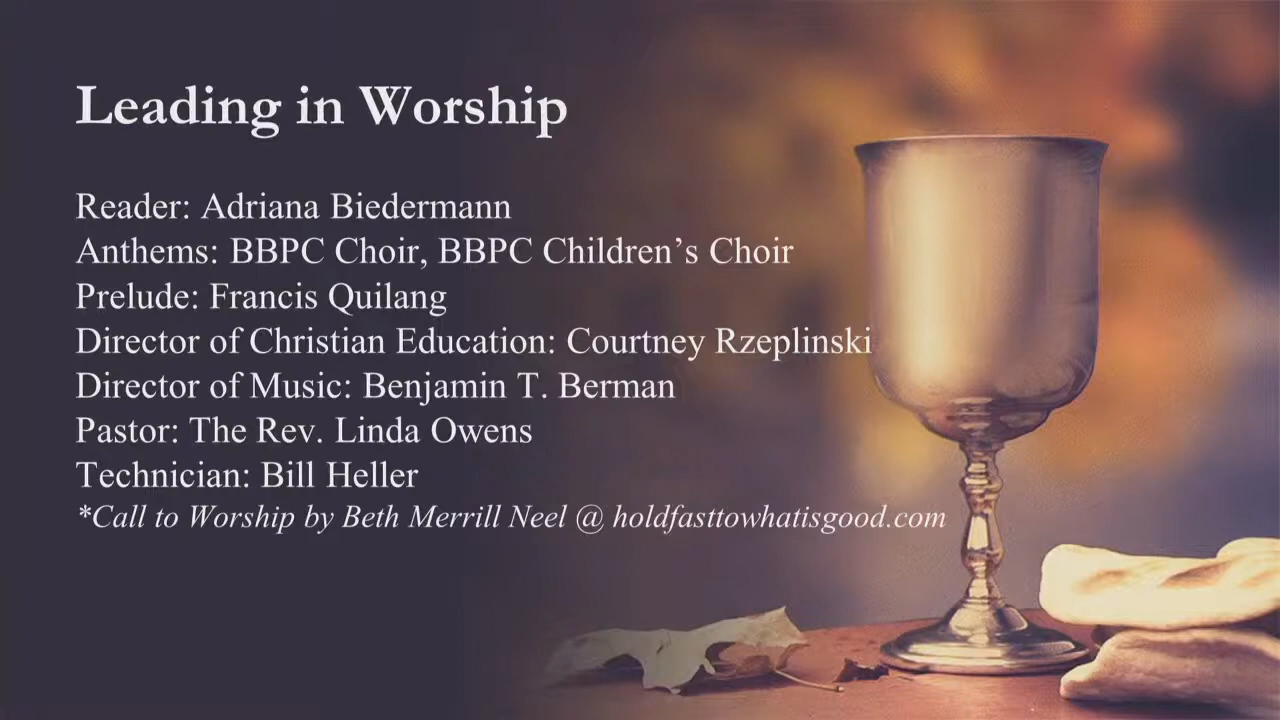 Leading in Worship
Reader: Adriana Biedermann
Anthems: BBPC Choir, BBPC Children’s Choir
Prelude: Francis Quilang
Director of Christian Education: Courtney Rzeplinski
Director of Music: Benjamin T. Berman
Pastor: The Rev. Linda Owens
Technician: Bill Heller
*Call to Worship by Beth Merrill Neel @ holdfasttowhatisgood.com